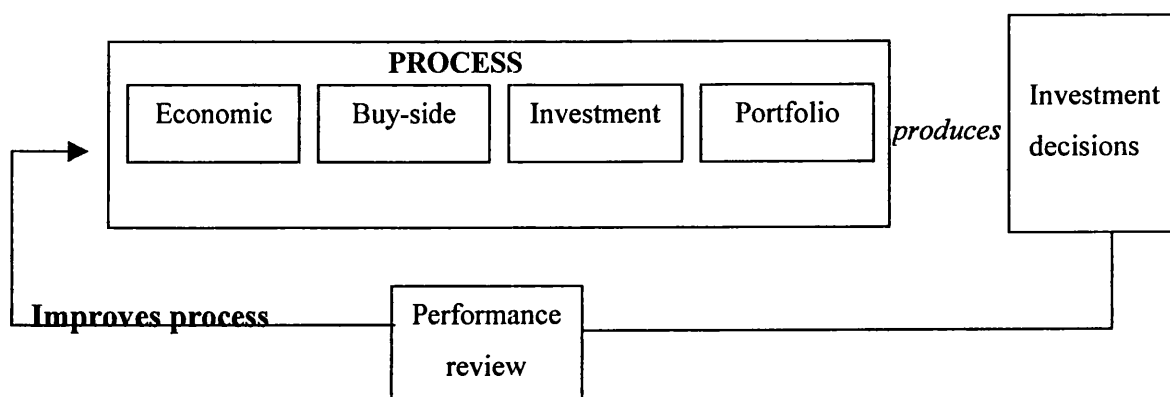 PROCESS
Economic
Buy-side
Investment
Portfolio
produces
Investment
decisions
Improves process
Performance
review